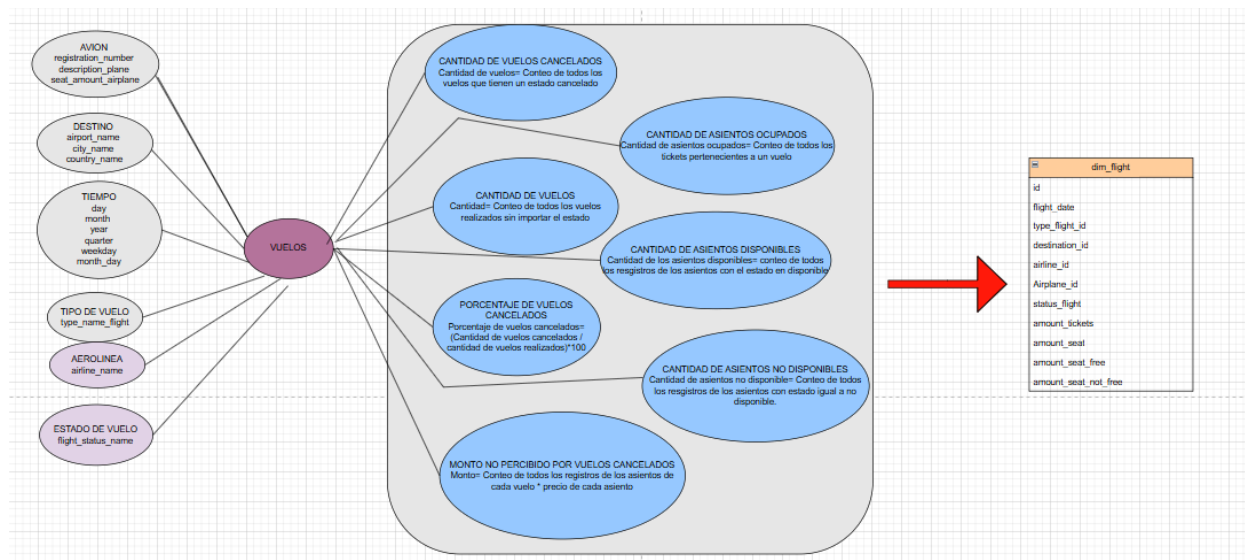 AVION
registration_number
description_plane
seat_amount_airplane
DESTINO
airport_name
city_name
country_name
TIEMPO
day
month
year
quarter
weekday
month_day
TIPO DE VUELO
type_name_flight
AEROLINEA
airline_name
ESTADO DE VUELO
flight_status_name
VUELOS
CANTIDAD DE VUELOS CANCELADOS
Cantidad de vuelos= Conteo de todos los
vuelos que tienen un estado cancelado
CANTIDAD DE ASIENTOS OCUPADOS
Cantidad de asientos ocupados= Conteo de todos los
tickets pertenecientes a un vuelo
CANTIDAD DE VUELOS
Cantidad= Conteo de todos los vuelos
realizados sin importar el estado
CANTIDAD DE ASIENTOS DISPONIBLES
Cantidad de los asientos disponibles= conteo de todos
los resgistros de los asientos con el estado en disponible
PORCENTAJE DE VUELOS
CANCELADOS
Porcentaje de vuelos cancelados=
(Cantidad de vuelos cancelados /
cantidad de vuelos realizados)*100
CANTIDAD DE ASIENTOS NO DISPONIBLES
Cantidad de asientos no disponible= Conteo de todos
los resgistros de los asientos con estado igual a no
disponible.
MONTO NO PERCIBIDO POR VUELOS CANCELADOS
Monto= Conteo de todos los registros de los asientos de
cada vuelo * precio de cada asiento
dim_flight
id
flight_date
type_flight_id
destination_id
airline_id
Airplane_id
status_flight
amount_tickets
amount_seat
amount_seat_free
amount_seat_not_free